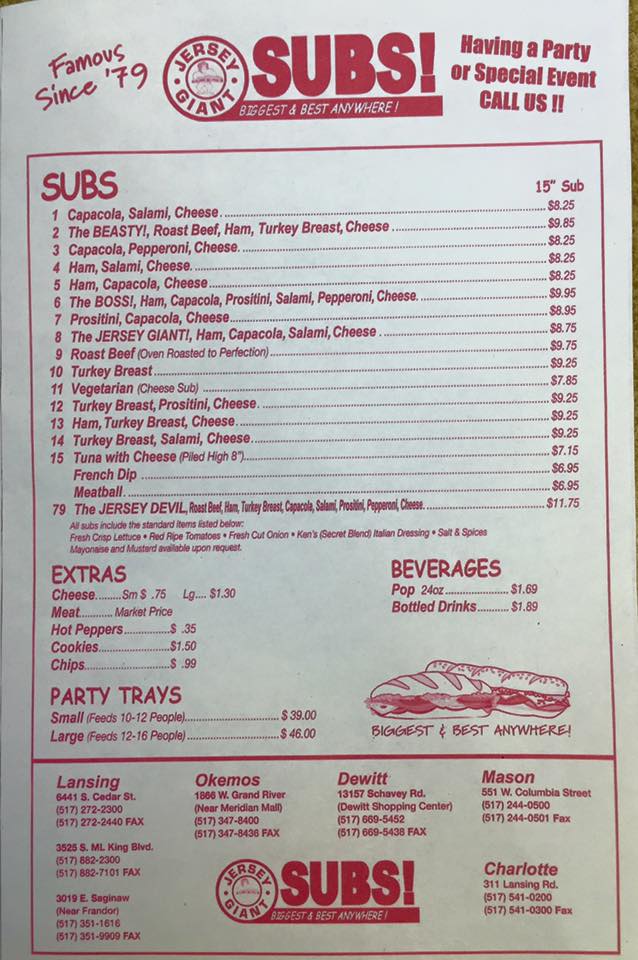 Famous
Since '79
JERSEY
GIANT
SUBS!
BIGGEST & BEST ANYWHERE!
Having a Party
or Special Event
CALL US !!
SUBS
15" Sub
1 Capacola, Salami, Cheese........$8.25
2 The BEASTY!, Roast Beef, Ham, Turkey Breast, Cheese........$9.85
3 Capacola, Pepperoni, Cheese........$8.25
4 Ham, Salami, Cheese........$8.25
5 Ham, Capacola, Cheese........$8.25
6 The BOSS!, Ham, Capacola, Prositini, Salami, Pepperoni, Cheese........$9.95
7 Prositini, Capacola, Cheese........$8.95
8 The JERSEY GIANT!, Ham, Capacola, Salami, Cheese........$8.75
9 Roast Beef (Oven Roasted to Perfection)........$9.75
10 Turkey Breast........$9.25
11 Vegetarian (Cheese Sub)........$7.85
12 Turkey Breast, Prositini, Cheese........$9.25
13 Ham, Turkey Breast, Cheese........$9.25
14 Turkey Breast, Salami, Cheese........$9.25
15 Tuna with Cheese (Piled High 8")........$7.15
French Dip........$6.95
Meatball........$6.95
79 The JERSEY DEVIL, Roast Beef, Ham, Turkey Breast, Capacola, Salami, Prositini, Pepperoni, Cheese........$11.75
All subs include the standard items listed below:
Fresh Crisp Lettuce • Red Ripe Tomatoes • Fresh Cut Onion • Ken's (Secret Blend) Italian Dressing • Salt & Spices
Mayonaise and Mustard available upon request.
EXTRAS
Cheese........Sm $ .75 Lg.... $1.30
Meat........Market Price
Hot Peppers........$ .35
Cookies........$1.50
Chips........$ .99
BEVERAGES
Pop 24oz........$1.69
Bottled Drinks........$1.89
PARTY TRAYS
Small (Feeds 10-12 People)........$ 39.00
Large (Feeds 12-16 People)........$ 46.00
BIGGEST & BEST ANYWHERE!
Lansing
6441 S. Cedar St.
(517) 272-2300
(517) 272-2440 FAX
3525 S. ML King Blvd.
(517) 882-2300
(517) 882-7101 FAX
3019 E. Saginaw
(Near Frandor)
(517) 351-1616
(517) 351-9909 FAX
Okemos
1866 W. Grand River
(Near Meridian Mall)
(517) 347-8400
(517) 347-8436 FAX
Dewitt
13157 Schavey Rd.
(Dewitt Shopping Center)
(517) 669-5452
(517) 669-5438 FAX
Mason
551 W. Columbia Street
(517) 244-0500
(517) 244-0501 Fax
Charlotte
311 Lansing Rd.
(517) 541-0200
(517) 541-0300 Fax
JERSEY
GIANT
SUBS!
BIGGEST & BEST ANYWHERE!